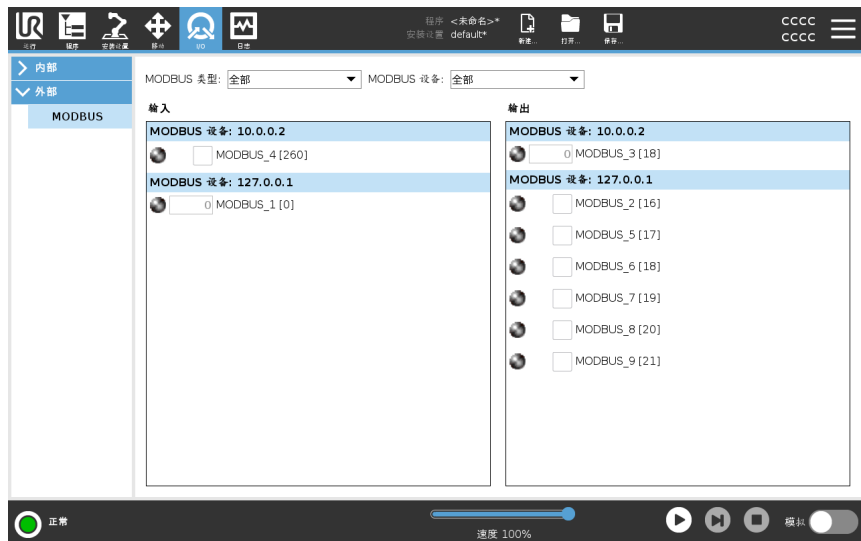 UR
程序 <未命名>*
安装设置 default*
运行 程序 安装设置 移动 I/O 日志 新建... 打开... 保存...
CCCC
CCCC
内部
外部
MODBUS
MODBUS 类型: 全部 MODBUS 设备: 全部
输入
MODBUS 设备: 10.0.0.2
MODBUS_4 [260]
MODBUS 设备: 127.0.0.1
0 MODBUS_1 [0]
输出
MODBUS 设备: 10.0.0.2
0 MODBUS_3 [18]
MODBUS 设备: 127.0.0.1
MODBUS_2 [16]
MODBUS_5 [17]
MODBUS_6 [18]
MODBUS_7 [19]
MODBUS_8 [20]
MODBUS_9 [21]
正常
速度 100%
模拟